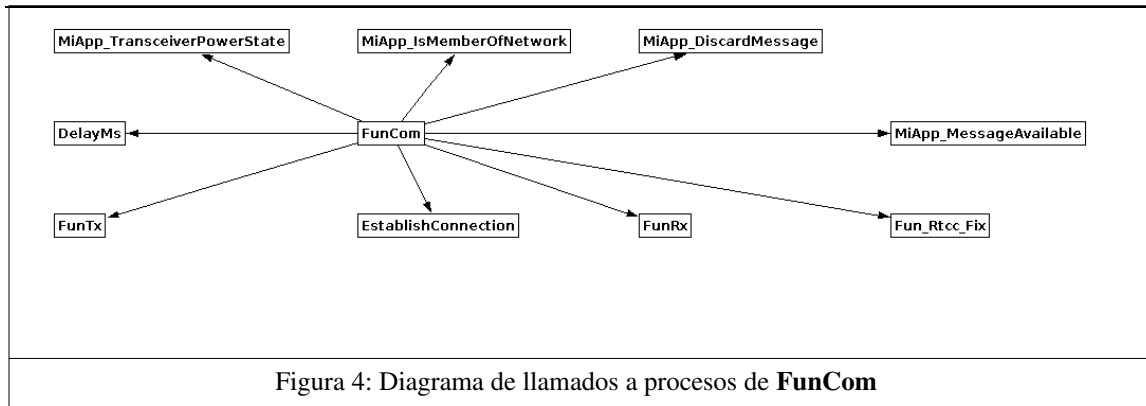 MiApp_TransceiverPowerState
MiApp_IsMemberOfNetwork
MiApp_DiscardMessage
DelayMs
FunCom
MiApp_MessageAvailable
FunTx
EstablishConnection
FunRx
Fun_Rtcc_Fix
Figura 4: Diagrama de llamados a procesos de FunCom